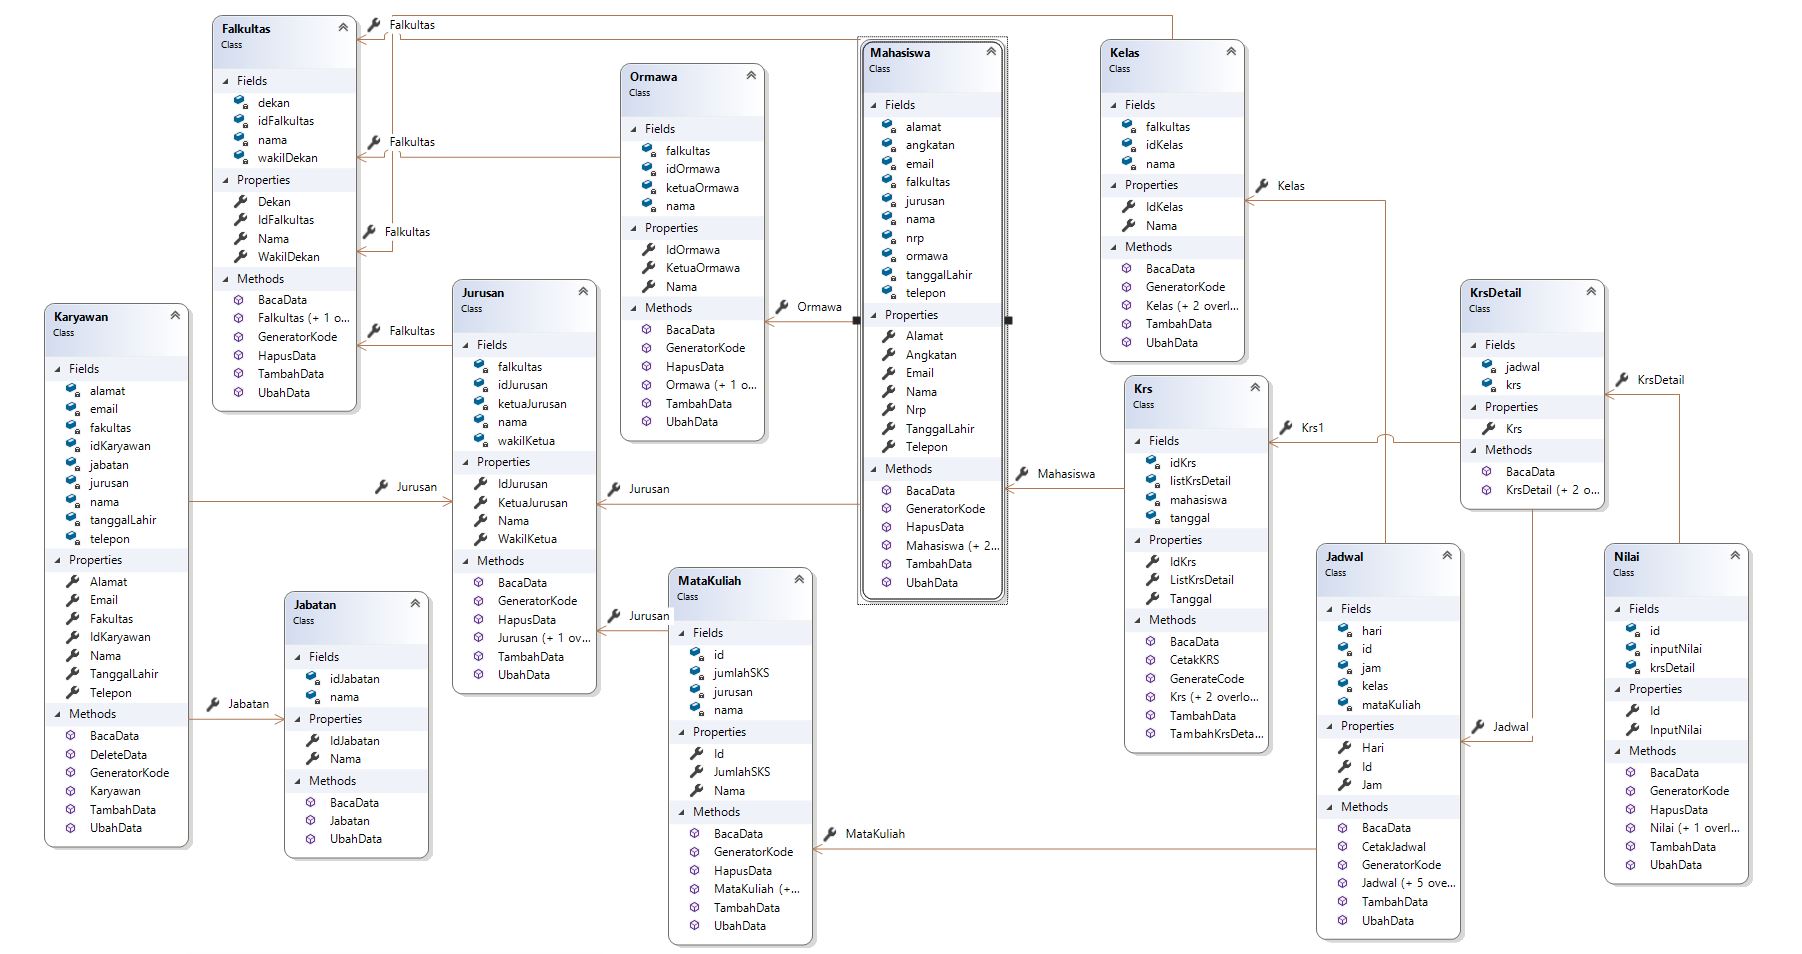 Falkultas
Class
Fields
dekan
idFalkultas
nama
wakilDekan
Properties
Dekan
IdFalkultas
Nama
WakilDekan
Methods
BacaData
Falkultas (+ 1 o...
GeneratorKode
HapusData
TambahData
UbahData
Falkultas
Falkultas
Falkultas
Falkultas
Karyawan
Class
Fields
alamat
email
fakultas
idKaryawan
jabatan
jurusan
nama
tanggalLahir
telepon
Properties
Alamat
Email
Fakultas
IdKaryawan
Nama
TanggalLahir
Telepon
Methods
BacaData
DeleteData
GeneratorKode
Karyawan
TambahData
UbahData
Jurusan
Jabatan
Jabatan
Class
Fields
idJabatan
nama
Properties
IdJabatan
Nama
Methods
BacaData
Jabatan
UbahData
Jurusan
Class
Fields
falkultas
idJurusan
ketuaJurusan
nama
wakilKetua
Properties
IdJurusan
KetuaJurusan
Nama
WakilKetua
Methods
BacaData
GeneratorKode
HapusData
Jurusan (+ 1 ov...
TambahData
UbahData
Ormawa
Class
Fields
falkultas
idOrmawa
ketuaOrmawa
nama
Properties
IdOrmawa
KetuaOrmawa
Nama
Methods
BacaData
GeneratorKode
HapusData
Ormawa (+ 1 o...
TambahData
UbahData
Ormawa
Jurusan
Jurusan
MataKuliah
Class
Fields
id
jumlahSKS
jurusan
nama
Properties
Id
JumlahSKS
Nama
Methods
BacaData
GeneratorKode
HapusData
MataKuliah (+...
TambahData
UbahData
MataKuliah
Mahasiswa
Class
Fields
alamat
angkatan
email
falkultas
jurusan
nama
nrp
ormawa
tanggalLahir
telepon
Properties
Alamat
Angkatan
Email
Nama
Nrp
TanggalLahir
Telepon
Methods
BacaData
GeneratorKode
HapusData
Mahasiswa (+ 2...
TambahData
UbahData
Mahasiswa
Kelas
Class
Fields
falkultas
idKelas
nama
Properties
IdKelas
Nama
Methods
BacaData
GeneratorKode
Kelas (+ 2 overl...
TambahData
UbahData
Kelas
Krs
Class
Fields
idKrs
listKrsDetail
mahasiswa
tanggal
Properties
IdKrs
ListKrsDetail
Tanggal
Methods
BacaData
CetakKRS
GenerateCode
Krs (+ 2 overlo...
TambahData
TambahKrsDeta...
Krs1
KrsDetail
Class
Fields
jadwal
krs
Properties
Krs
Methods
BacaData
KrsDetail (+ 2 o...
KrsDetail
Jadwal
Class
Fields
hari
id
jam
kelas
mataKuliah
Properties
Hari
Id
Jam
Methods
BacaData
CetakJadwal
GeneratorKode
Jadwal (+ 5 ove...
TambahData
UbahData
Jadwal
Nilai
Class
Fields
id
inputNilai
krsDetail
Properties
Id
InputNilai
Methods
BacaData
GeneratorKode
HapusData
Nilai (+ 1 overl...
TambahData
UbahData